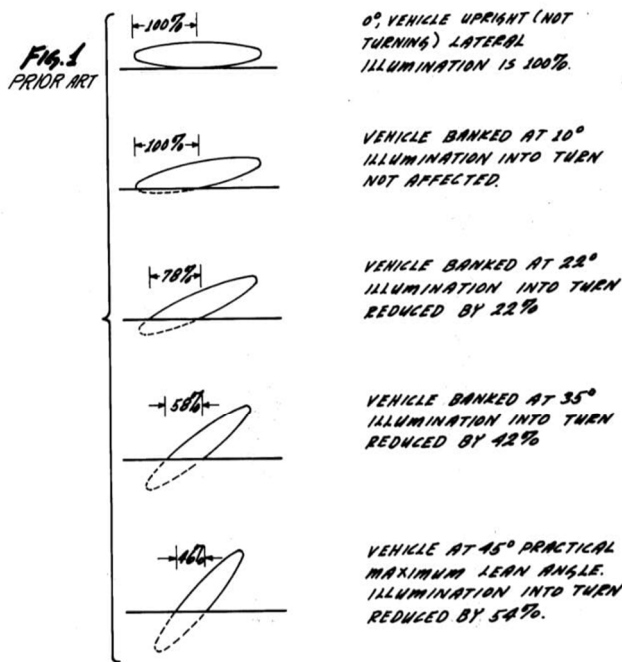 FIG.1
PRIOR ART
100%
0°, VEHICLE UPRIGHT (NOT
TURNING) LATERAL
ILLUMINATION IS 100%.
100%
VEHICLE BANKED AT 10°
ILLUMINATION INTO TURN
NOT AFFECTED.
78%
VEHICLE BANKED AT 22°
ILLUMINATION INTO TURN
REDUCED BY 22%
58%
VEHICLE BANKED AT 35°
ILLUMINATION INTO TURN
REDUCED BY 42%
46%
VEHICLE AT 45° PRACTICAL
MAXIMUM LEAN ANGLE.
ILLUMINATION INTO TURN
REDUCED BY 54%.